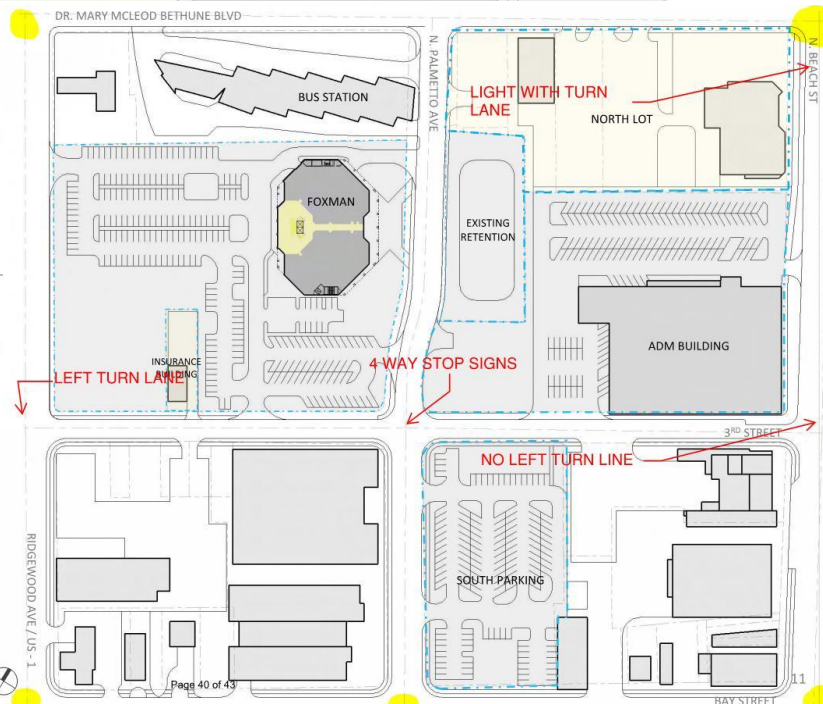 DR. MARY MCLEOD BETHUNE BLVD
N. PALMETTO AVE
N. BEACH ST
BUS STATION
LIGHT WITH TURN
LANE
NORTH LOT
FOXMAN
EXISTING
RETENTION
INSURANCE
BUILDING
LEFT TURN LANE
4-WAY STOP SIGNS
ADM BUILDING
3RD STREET
NO LEFT TURN LINE
RIDGEWOOD AVE / US - 1
SOUTH PARKING
Page 40 of 43
11
BAY STREET